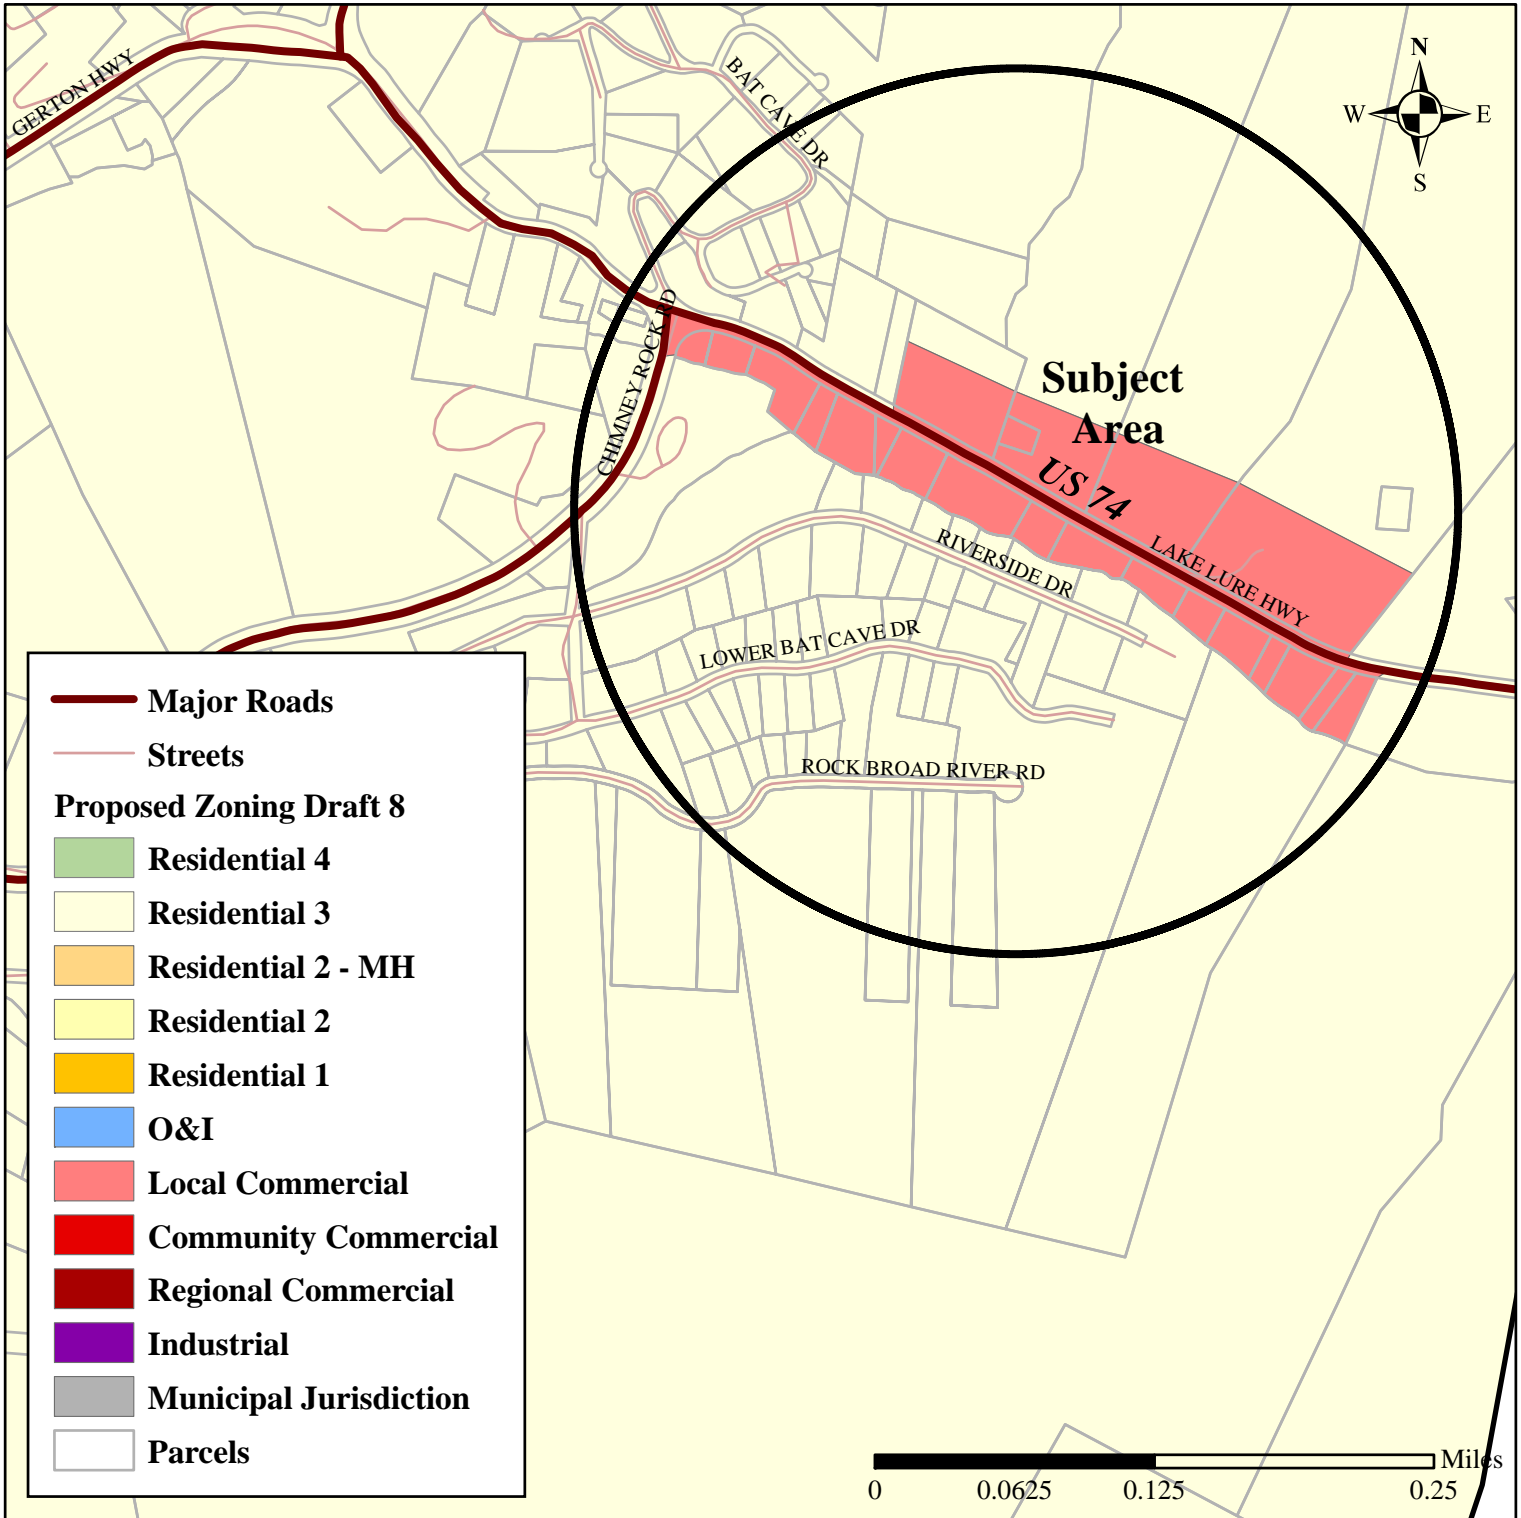 N
W E
S
GERTON HWY
BAT CAVE DR
CHIMNEY ROCK RD
Subject
Area
US 74
LAKE LURE HWY
RIVERSIDE DR
LOWER BAT CAVE DR
ROCK BROAD RIVER RD
Major Roads
Streets
Proposed Zoning Draft 8
Residential 4
Residential 3
Residential 2 - MH
Residential 2
Residential 1
O&I
Local Commercial
Community Commercial
Regional Commercial
Industrial
Municipal Jurisdiction
Parcels
Miles
0 0.0625 0.125 0.25